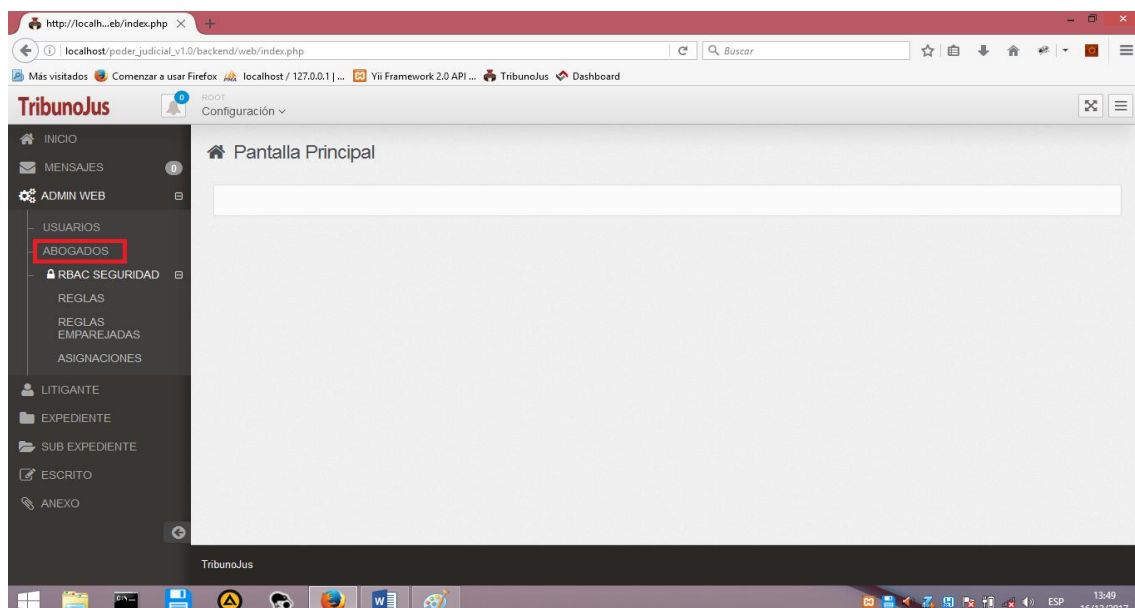 http://localh...eb/index.php
localhost/poder_judicial_v1.0/backend/web/index.php
Buscar
Más visitados Comenzar a usar Firefox localhost / 127.0.0.1 | ... Yii Framework 2.0 API ... TribunoJus Dashboard
TribunoJus
0
ROOT
Configuración
INICIO
MENSAJES 0
ADMIN WEB
USUARIOS
ABOGADOS
RBAC SEGURIDAD
REGLAS
REGLAS
EMPAREJADAS
ASIGNACIONES
LITIGANTE
EXPEDIENTE
SUB EXPEDIENTE
ESCRITO
ANEXO
Pantalla Principal
TribunoJus
ESP
13:49
16/12/2017